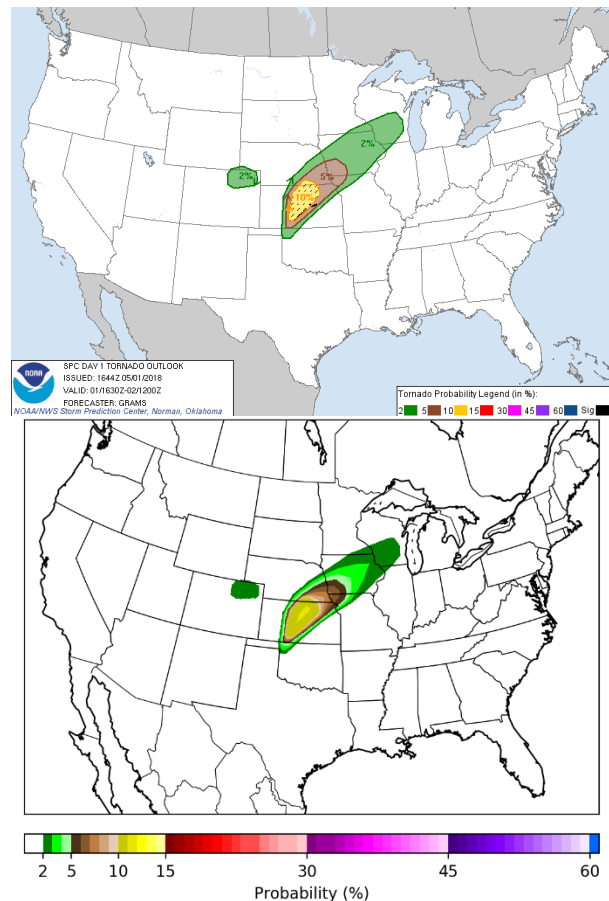 2%
2%
5%
10%
NOAA
SPC DAY 1 TORNADO OUTLOOK
ISSUED: 1644Z 05/01/2018
VALID: 01/1630Z-02/1200Z
FORECASTER: GRAMS
NOAA/NWS Storm Prediction Center, Norman, Oklahoma
Tornado Probability Legend (in %):
2 5 10 15 30 45 60 Sig
2 5 10 15 30 45 60
Probability (%)